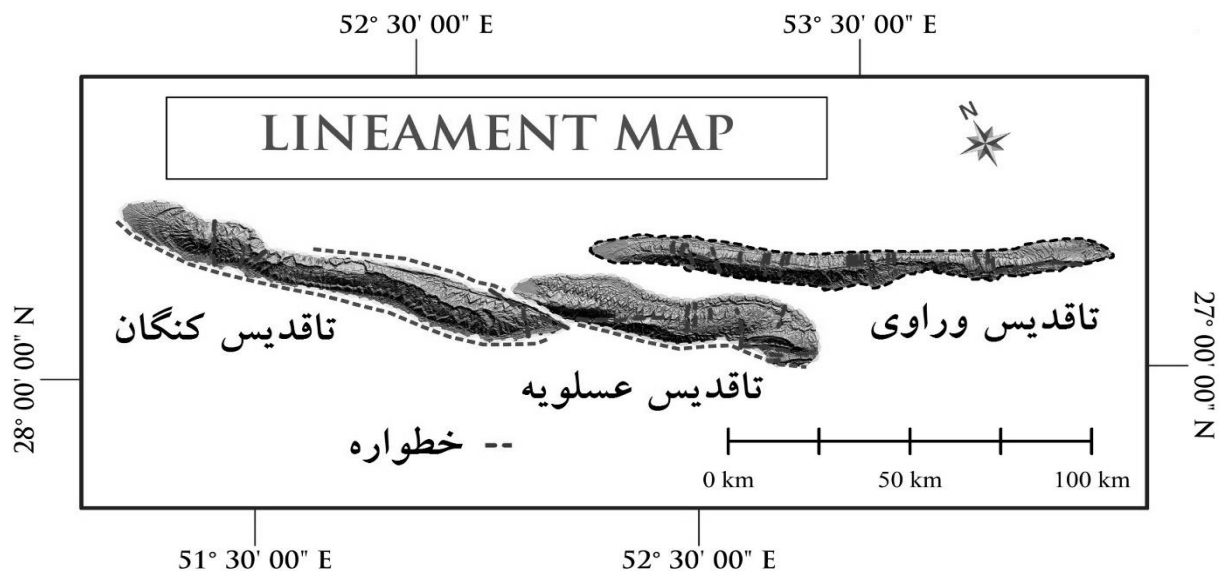 52° 30' 00" E
53° 30' 00" E
LINEAMENT MAP
N
تاقدیس کنگان
تاقدیس وراوی
تاقدیس عسلویه
28° 00' 00" N
27° 00' 00" N
خطواره
0 km
50 km
100 km
51° 30' 00" E
52° 30' 00" E